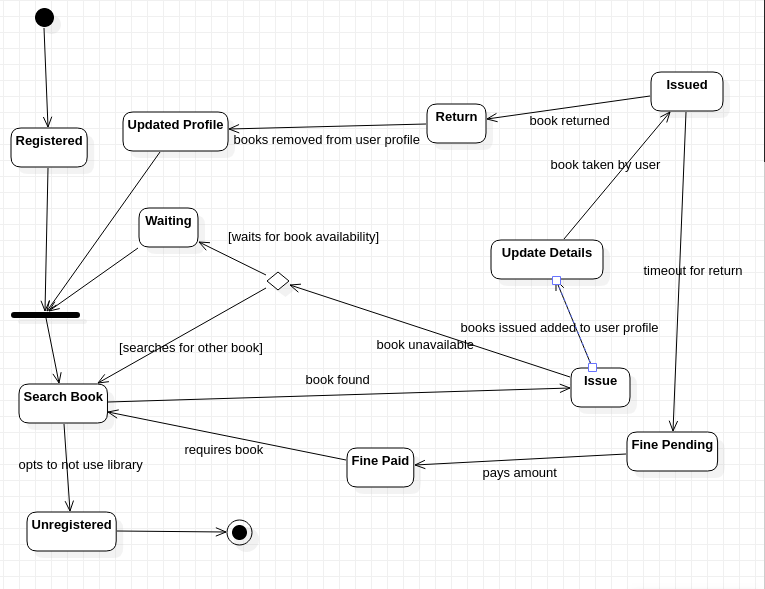 Issued
Return
Updated Profile
book returned
Registered
books removed from user profile
book taken by user
Waiting
[waits for book availability]
Update Details
timeout for return
books issued added to user profile
book unavailable
[searches for other book]
book found
Issue
Search Book
Fine Pending
requires book
Fine Paid
opts to not use library
pays amount
Unregistered